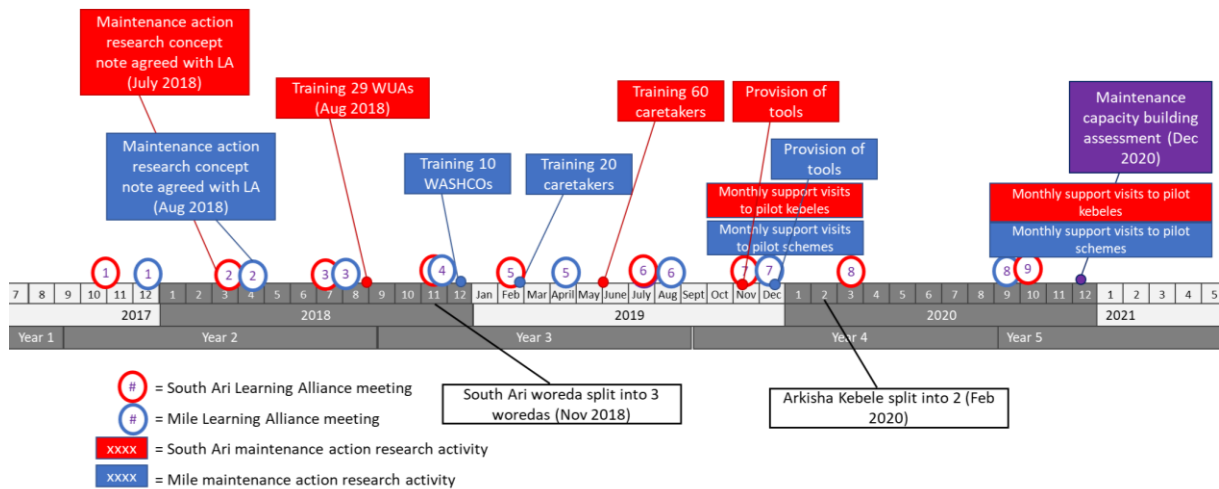 Maintenance action
research concept
note agreed with LA
(July 2018)
Maintenance action
research concept
note agreed with LA
(Aug 2018)
Training 29 WUAs
(Aug 2018)
Training 10
WASHCOs
Training 20
caretakers
Training 60
caretakers
Provision of
tools
Provision of
tools
Monthly support visits
to pilot kebeles
Monthly support visits
to pilot schemes
Maintenance
capacity building
assessment (Dec
2020)
Monthly support visits to pilot
kebeles
Monthly support visits to pilot
schemes
1 1 2 2 3 3 4 5 5 6 6 7 7 8 8 9
7 8 9 10 11 12 1 2 3 4 5 6 7 8 9 10 11 12 Jan Feb Mar April May June July Aug Sept Oct Nov Dec 1 2 3 4 5 6 7 8 9 10 11 12 1 2 3 4 5
2017 2018 2019 2020 2021
Year 1 Year 2 Year 3 Year 4 Year 5
South Ari woreda split into 3
woredas (Nov 2018)
Arkisha Kebele split into 2 (Feb
2020)
# = South Ari Learning Alliance meeting
# = Mile Learning Alliance meeting
xxxx = South Ari maintenance action research activity
xxxx = Mile maintenance action research activity